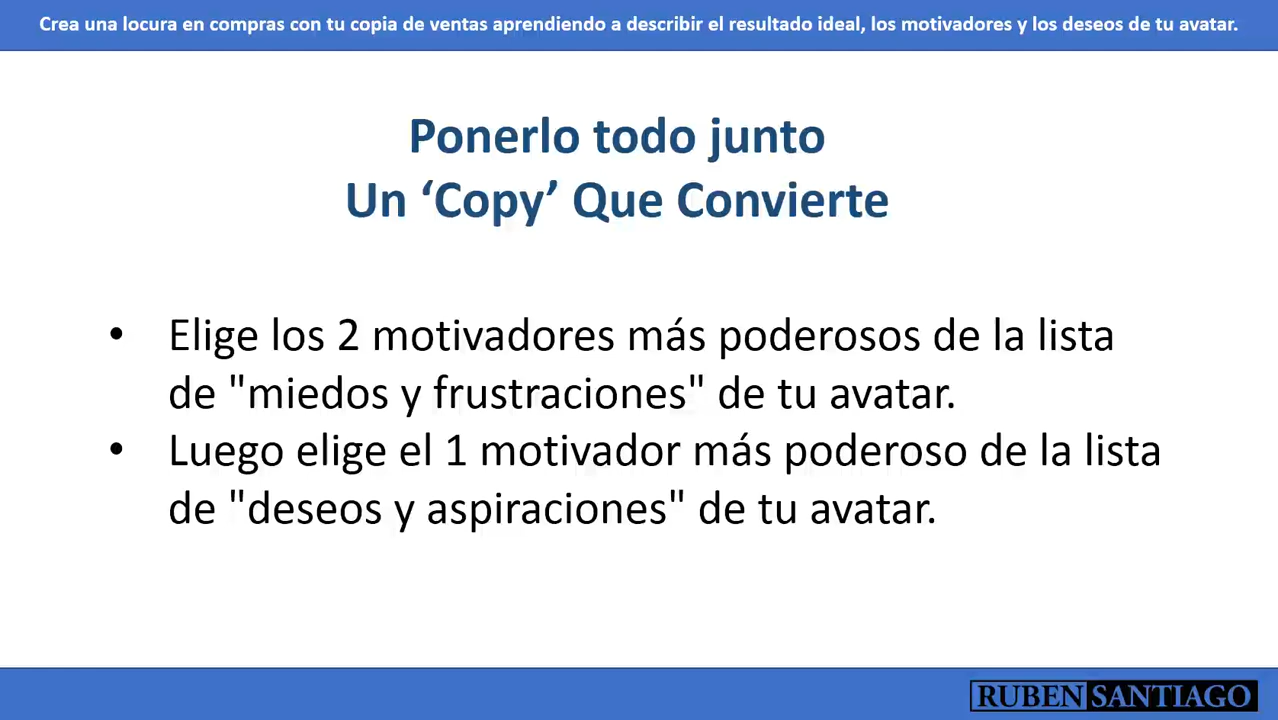 Crea una locura en compras con tu copia de ventas aprendiendo a describir el resultado ideal, los motivadores y los deseos de tu avatar.
Ponerlo todo junto
Un ‘Copy’ Que Convierte
• Elige los 2 motivadores más poderosos de la lista
de "miedos y frustraciones" de tu avatar.
• Luego elige el 1 motivador más poderoso de la lista
de "deseos y aspiraciones" de tu avatar.
RUBEN SANTIAGO